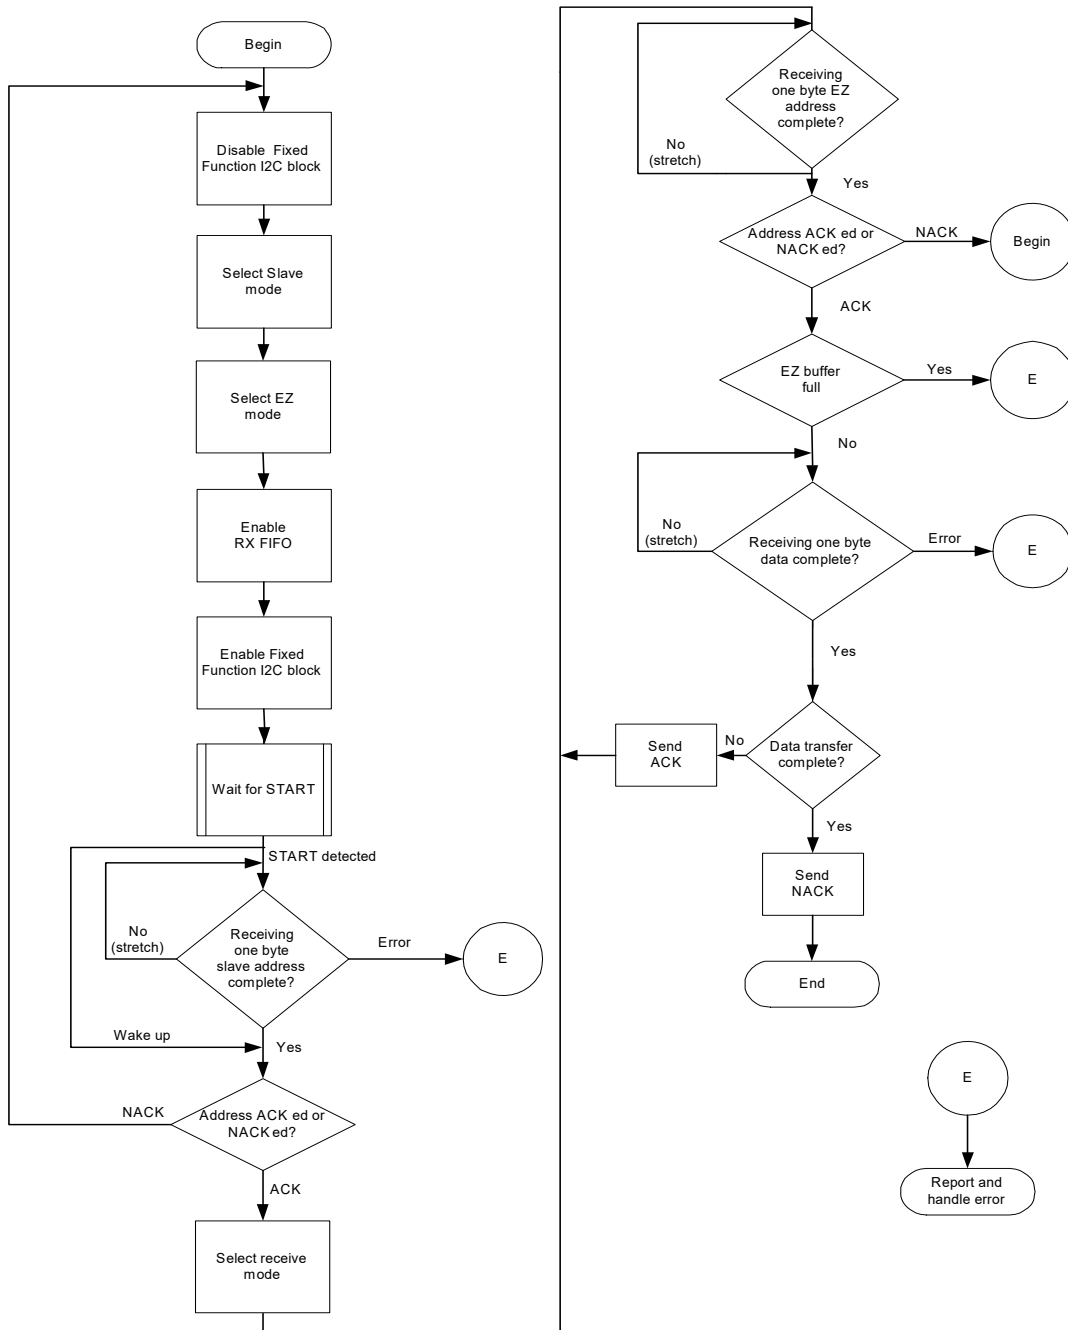 Begin
Disable Fixed
Function I2C block
Select Slave
mode
Select EZ
mode
Enable
RX FIFO
Enable Fixed
Function I2C block
Wait for START
START detected
No
(stretch)
Receiving
one byte
slave address
complete?
Error
E
Wake up
Yes
NACK
Address ACK ed or
NACK ed?
ACK
Select receive
mode
Receiving
one byte EZ
address
complete?
No
(stretch)
Yes
Address ACK ed or
NACK ed?
NACK
Begin
ACK
EZ buffer
full
Yes
E
No
No
(stretch)
Receiving one byte
data complete?
Error
E
Yes
Send
ACK
No
Data transfer
complete?
Yes
Send
NACK
End
E
Report and
handle error